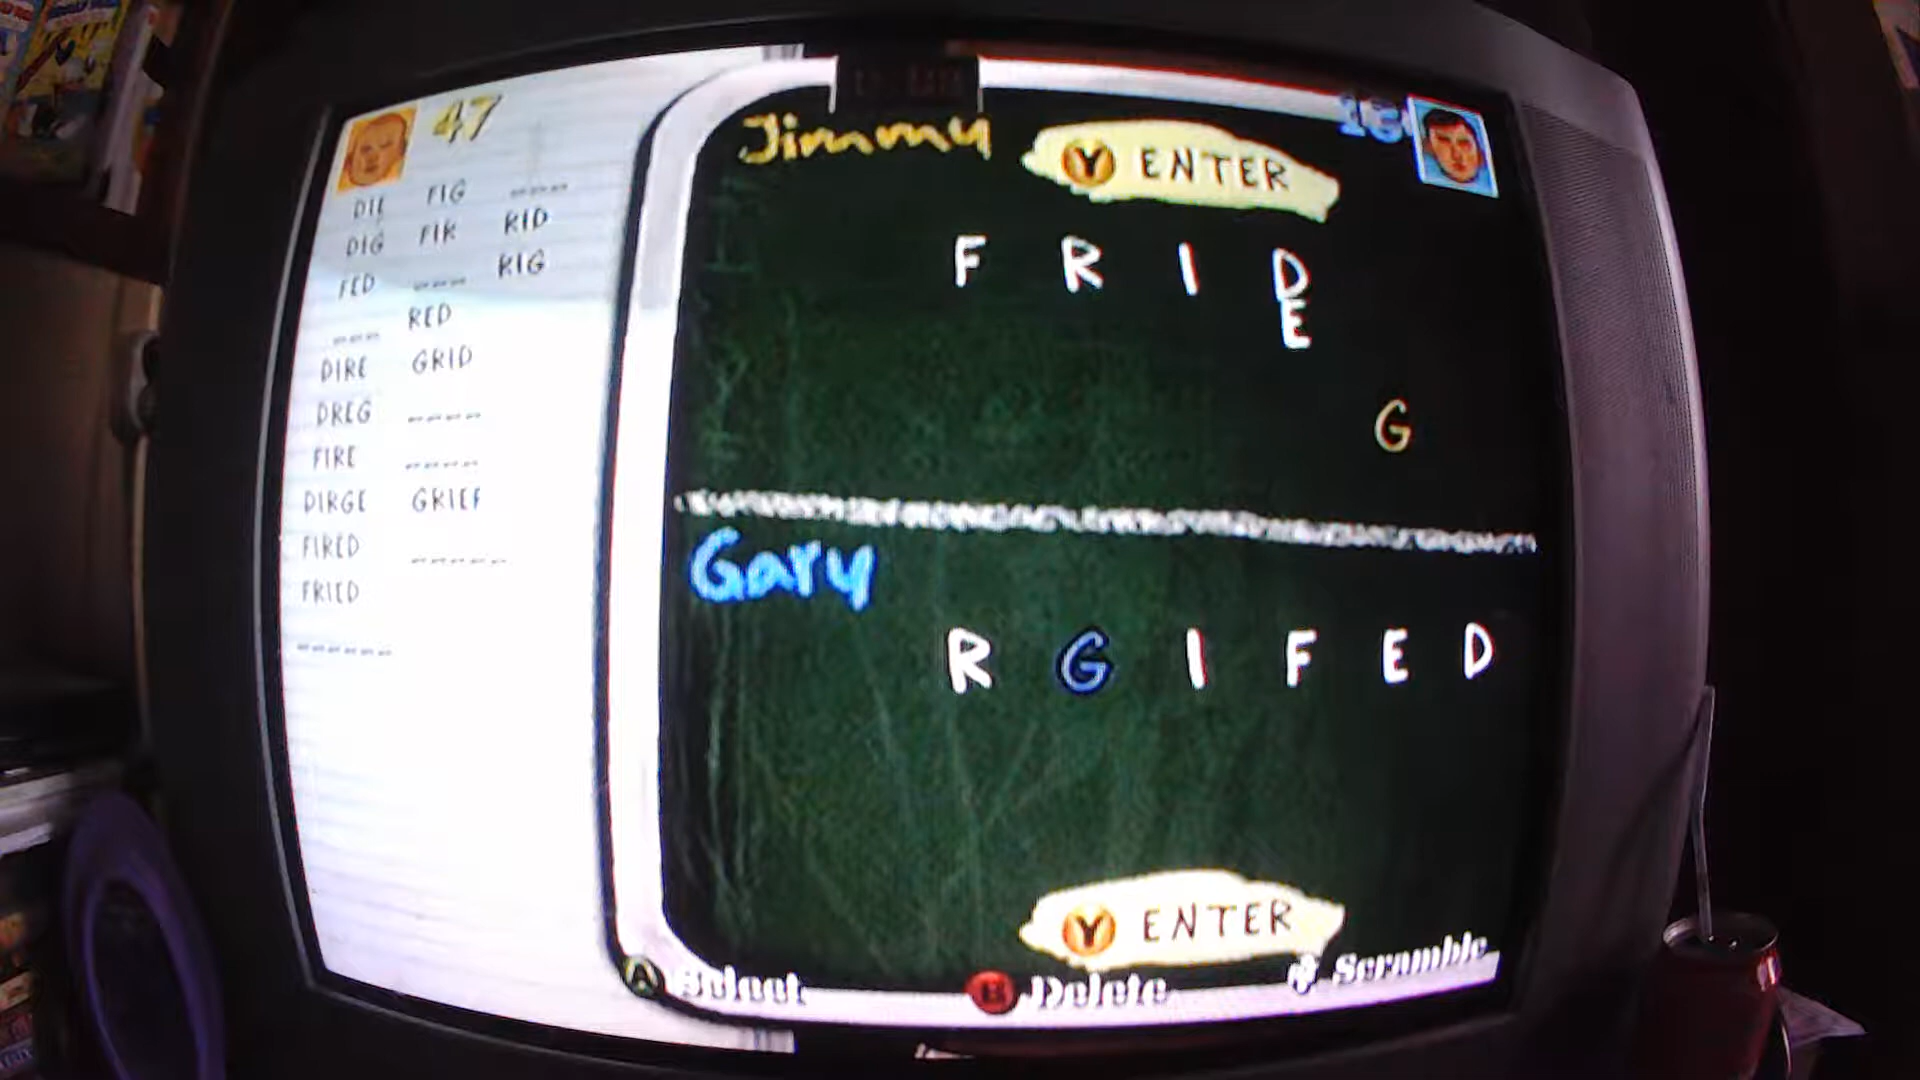 47
Jimmy
Y ENTER
16
DIE FIG ----
DIG FIR RID
FED ---- RIG
---- RED
DIRE GRID
DREG ----
FIRE ----
DIRGE GRIEF
FIRED -----
FRIED
------
F R I D
E
G
Gary
R G I F E D
Y ENTER
A Select
B Delete
Scramble